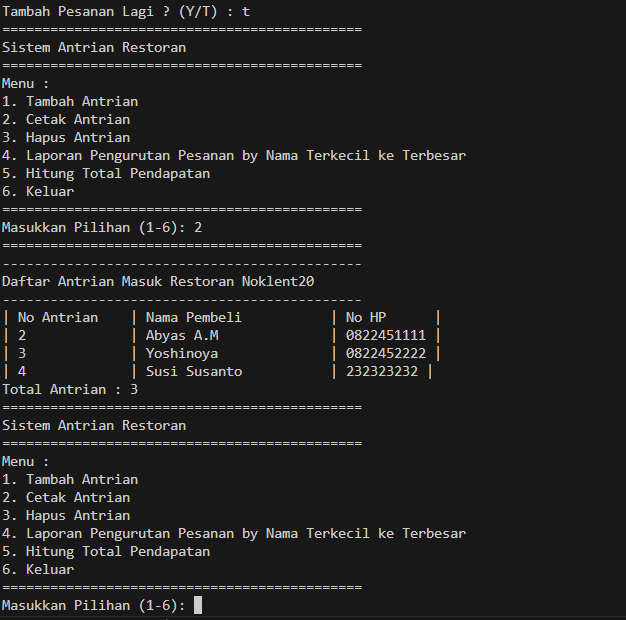 Tambah Pesanan Lagi ? (Y/T) : t
=============================================
Sistem Antrian Restoran
=============================================
Menu :
1. Tambah Antrian
2. Cetak Antrian
3. Hapus Antrian
4. Laporan Pengurutan Pesanan by Nama Terkecil ke Terbesar
5. Hitung Total Pendapatan
6. Keluar
=============================================
Masukkan Pilihan (1-6): 2
=============================================
---------------------------------------------
Daftar Antrian Masuk Restoran Noklent20
---------------------------------------------
| No Antrian    | Nama Pembeli           | No HP      |
| 2             | Abyas A.M              | 0822451111 |
| 3             | Yoshinoya              | 0822452222 |
| 4             | Susi Susanto           | 232323232 |
Total Antrian : 3
=============================================
Sistem Antrian Restoran
=============================================
Menu :
1. Tambah Antrian
2. Cetak Antrian
3. Hapus Antrian
4. Laporan Pengurutan Pesanan by Nama Terkecil ke Terbesar
5. Hitung Total Pendapatan
6. Keluar
=============================================
Masukkan Pilihan (1-6):